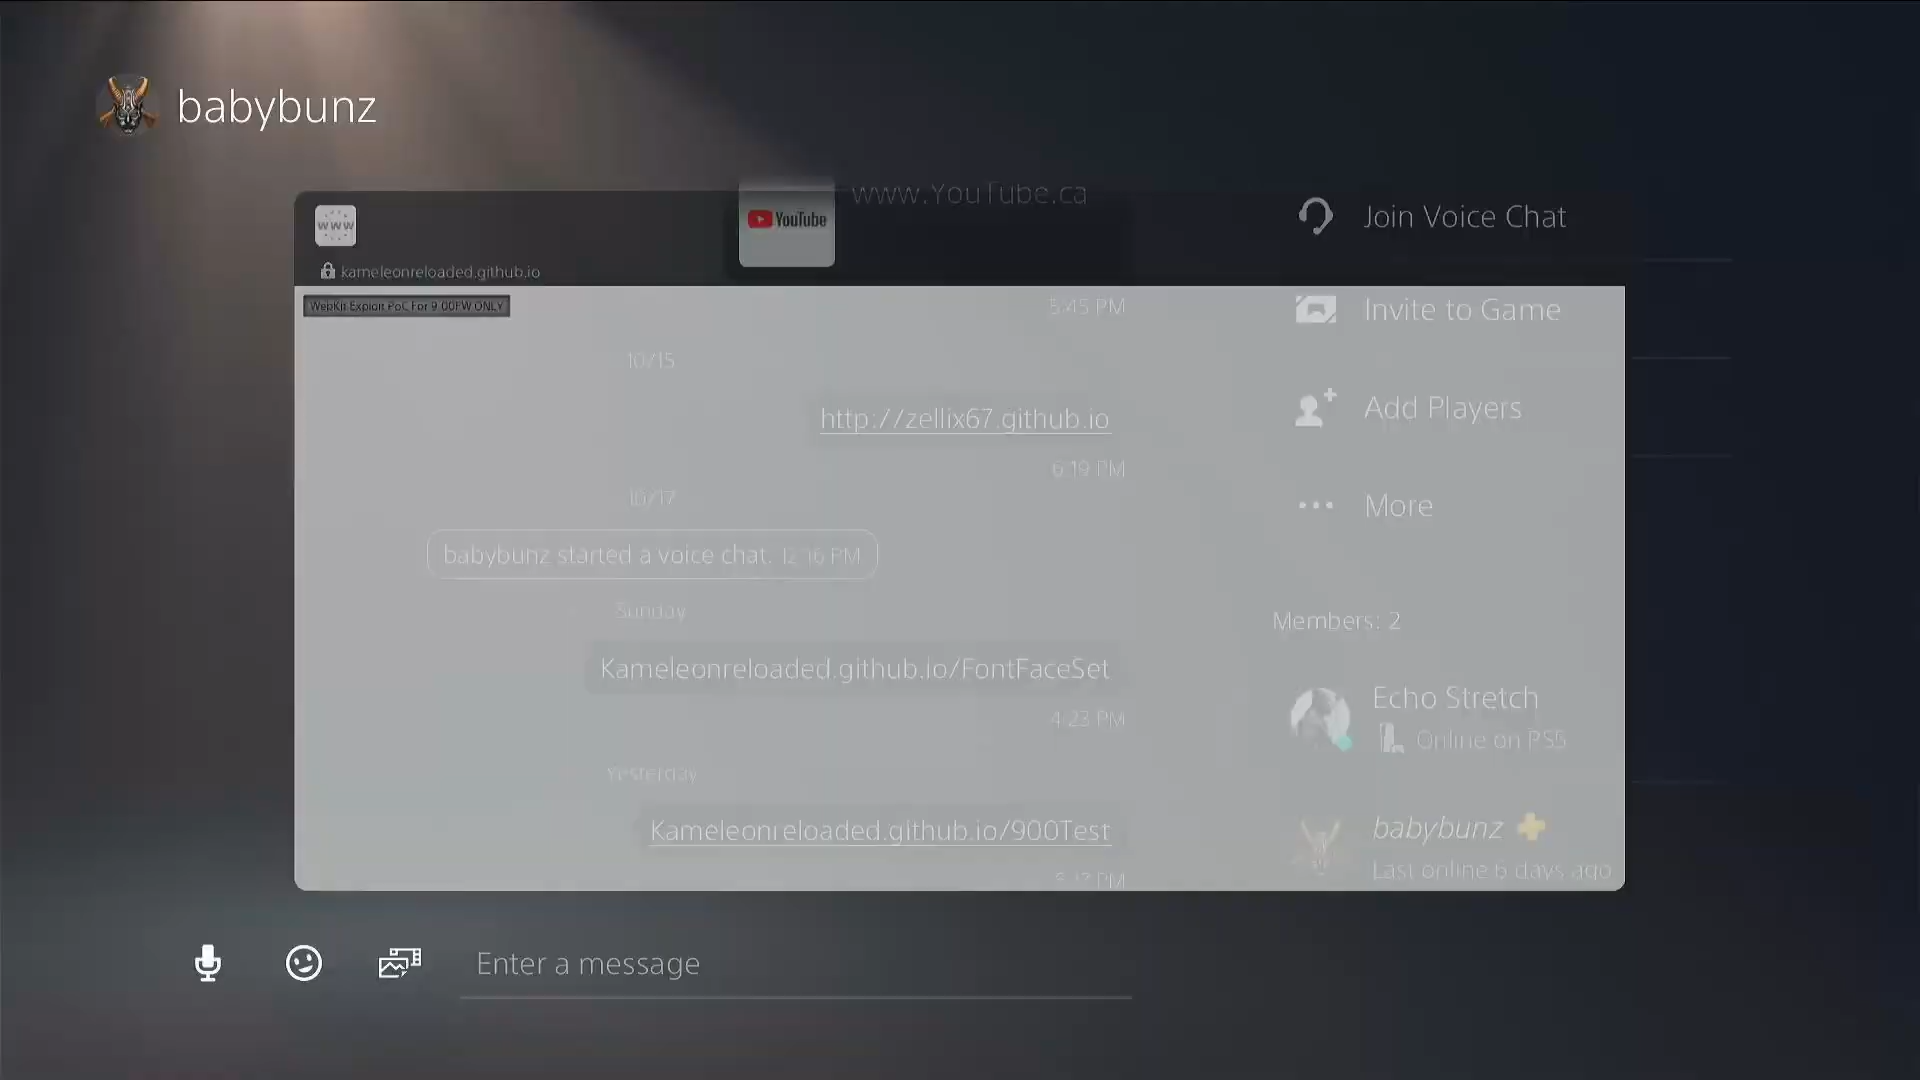 babybunz
www
YouTube
www.YouTube.ca
Join Voice Chat
kameleonreloaded.github.io
WebKit Exploit PoC For 9.00FW ONLY
5:45 PM
Invite to Game
10/15
http://zellix67.github.io
Add Players
6:19 PM
10/17
More
babybunz started a voice chat. 12:16 PM
Sunday
Members: 2
Kameleonreloaded.github.io/FontFaceSet
Echo Stretch
4:23 PM
Online on PS5
Yesterday
Kameleonreloaded.github.io/900Test
babybunz
Last online 6 days ago
PM
Enter a message